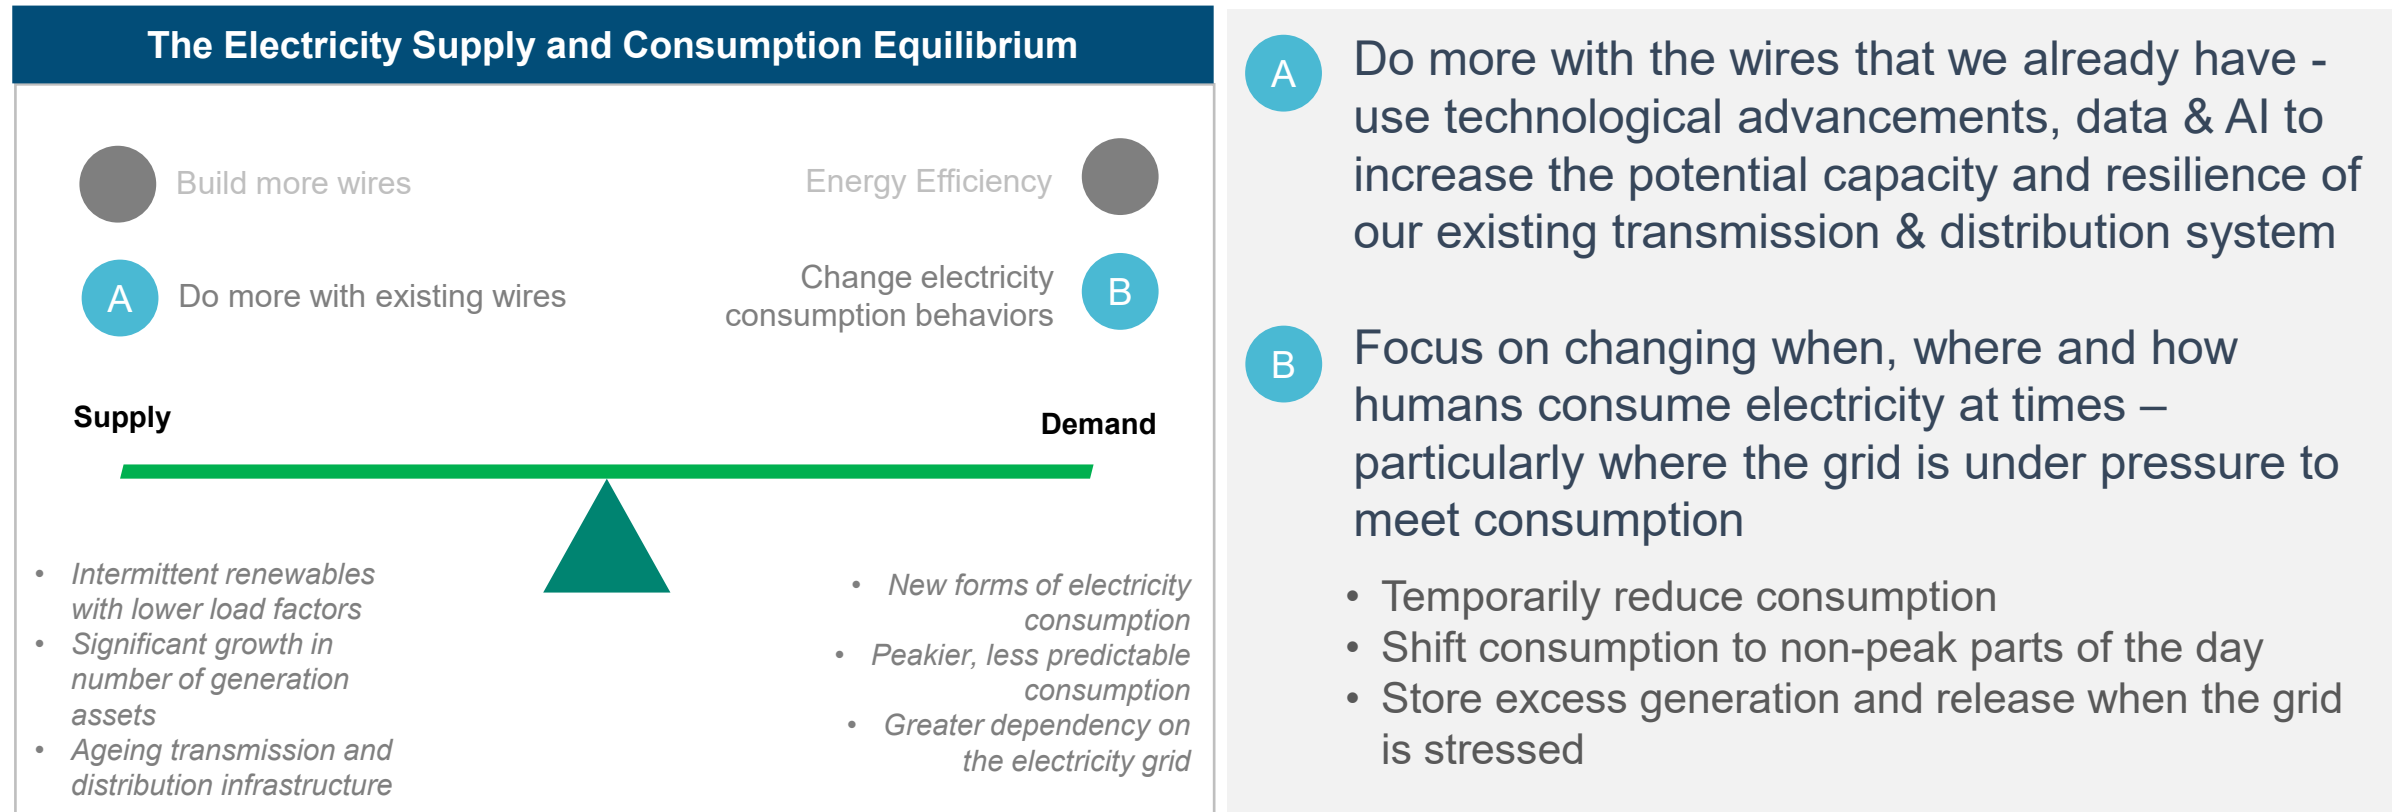 The Electricity Supply and Consumption Equilibrium
Build more wires
Energy Efficiency
A
Do more with existing wires
Change electricity
consumption behaviors
B
Supply
Demand
• Intermittent renewables
with lower load factors
• Significant growth in
number of generation
assets
• Ageing transmission and
distribution infrastructure
• New forms of electricity
consumption
• Peakier, less predictable
consumption
• Greater dependency on
the electricity grid
A
Do more with the wires that we already have -
use technological advancements, data & AI to
increase the potential capacity and resilience of
our existing transmission & distribution system
B
Focus on changing when, where and how
humans consume electricity at times –
particularly where the grid is under pressure to
meet consumption
• Temporarily reduce consumption
• Shift consumption to non-peak parts of the day
• Store excess generation and release when the grid
is stressed